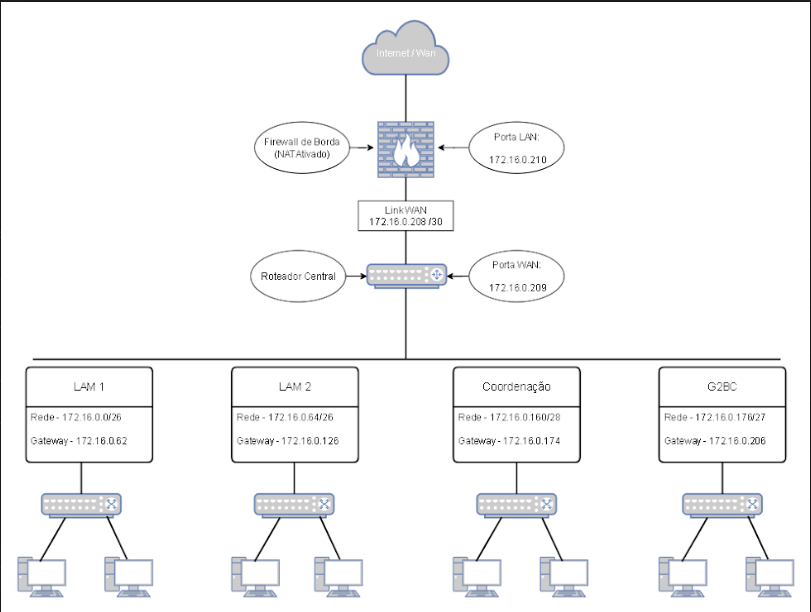 Internet / Wan
Firewall de Borda
(NATAtivado)
Porta LAN:
172.16.0.210
LinkWAN
172.16.0.208 /30
Roteador Central
Porta WAN:
172.16.0.209
LAM 1
Rede - 172.16.0.0/26
Gateway - 172.16.0.62
LAM 2
Rede - 172.16.0.64/26
Gateway - 172.16.0.126
Coordenação
Rede - 172.16.0.160/28
Gateway - 172.16.0.174
G2BC
Rede - 172.16.0.176/27
Gateway - 172.16.0.206